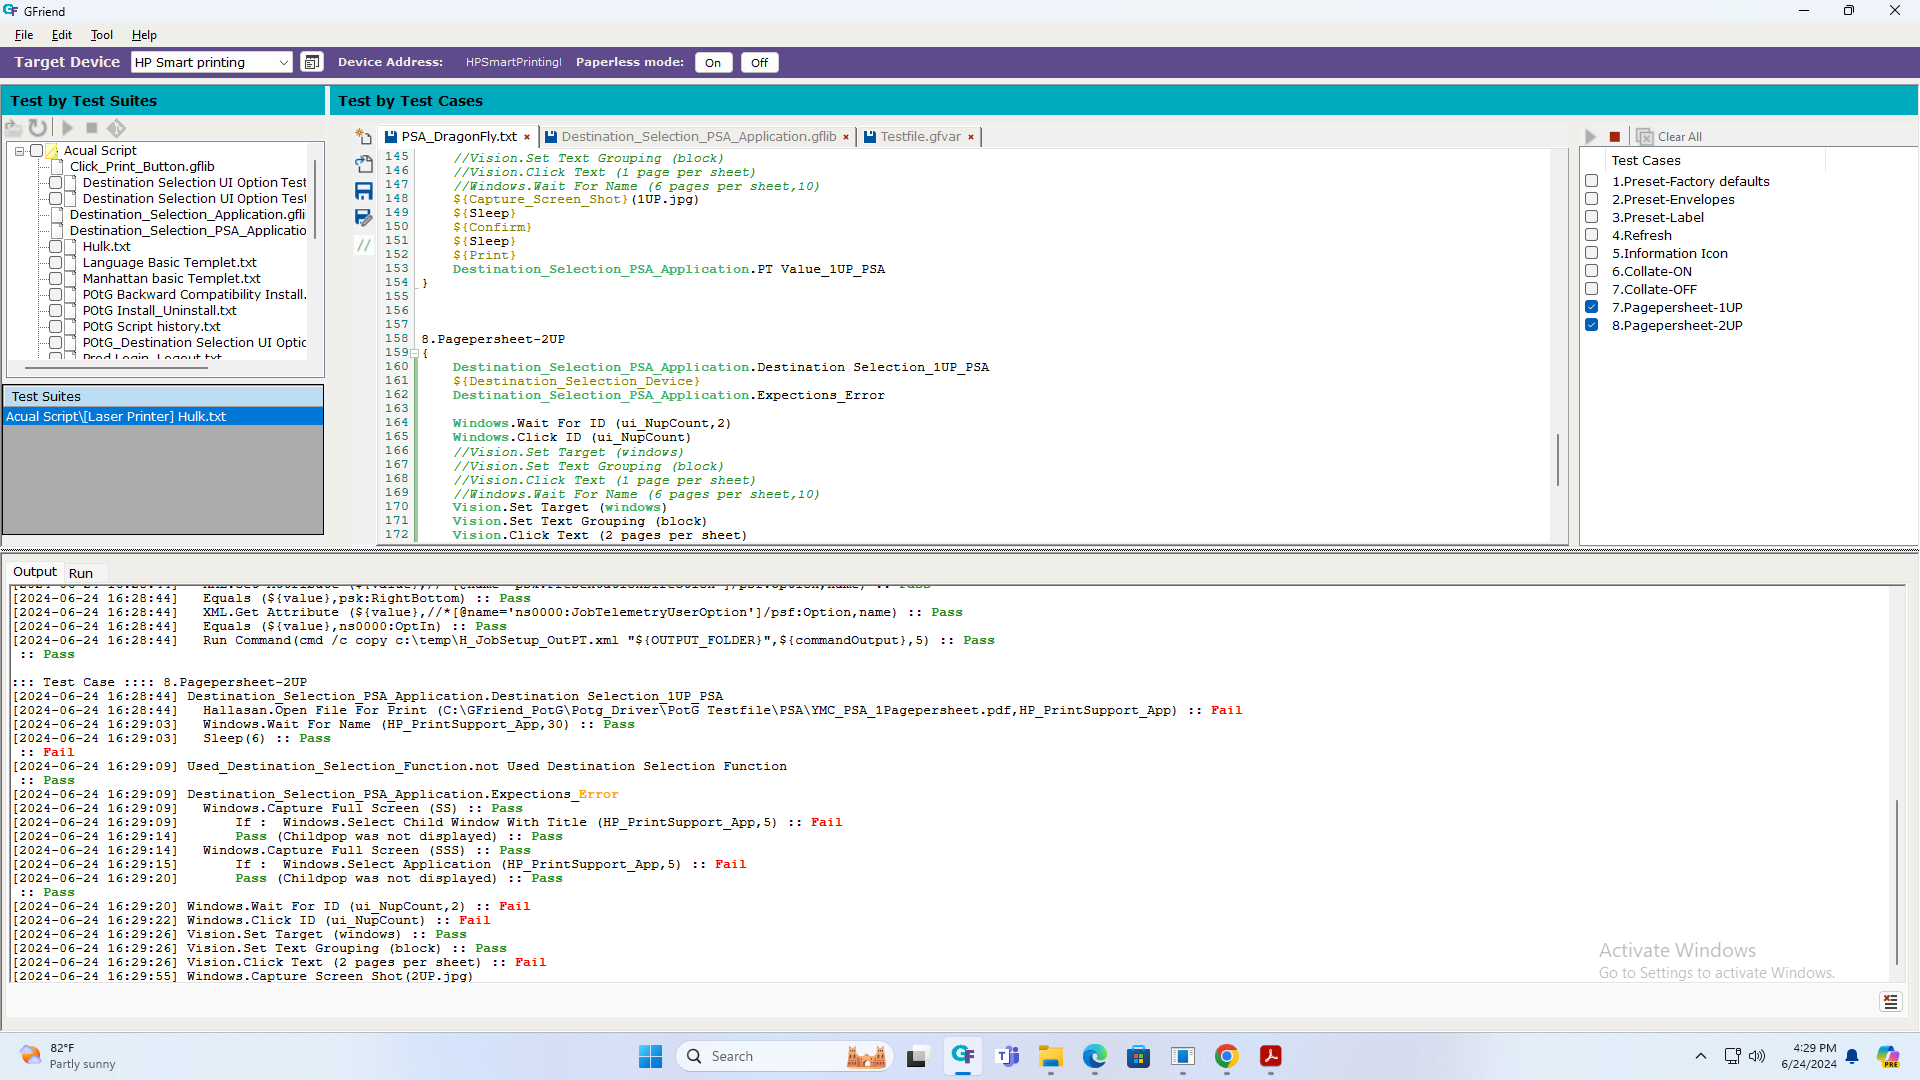 GFriend
File Edit Tool Help
Target Device HP Smart printing Device Address: HPSmartPrintingl Paperless mode: On Off
Test by Test Suites
Test by Test Cases
Acual Script
Click_Print_Button.gflib
Destination Selection UI Option Test
Destination Selection UI Option Test
Destination_Selection_Application.gfli
Destination_Selection_PSA_Applicatio
Hulk.txt
Language Basic Templet.txt
Manhattan basic Templet.txt
POtG Backward Compatibility Install.
POtG Install_Uninstall.txt
POtG Script history.txt
POtG_Destination Selection UI Optic
Prod Login_Logout.txt
Test Suites
Acual Script\[Laser Printer] Hulk.txt
PSA_DragonFly.txt × Destination_Selection_PSA_Application.gflib × Testfile.gfvar ×
145 //Vision.Set Text Grouping (block)
146 //Vision.Click Text (1 page per sheet)
147 //Windows.Wait For Name (6 pages per sheet,10)
148 ${Capture_Screen_Shot}(1UP.jpg)
149 ${Sleep}
150 ${Confirm}
151 ${Sleep}
152 ${Print}
153 Destination_Selection_PSA_Application.PT Value_1UP_PSA
154 }
155
156
157
158 8.Pagepersheet-2UP
159 {
160 Destination_Selection_PSA_Application.Destination Selection_1UP_PSA
161 ${Destination_Selection_Device}
162 Destination_Selection_PSA_Application.Expections_Error
163
164 Windows.Wait For ID (ui_NupCount,2)
165 Windows.Click ID (ui_NupCount)
166 //Vision.Set Target (windows)
167 //Vision.Set Text Grouping (block)
168 //Vision.Click Text (1 page per sheet)
169 //Windows.Wait For Name (6 pages per sheet,10)
170 Vision.Set Target (windows)
171 Vision.Set Text Grouping (block)
172 Vision.Click Text (2 pages per sheet)
//
Clear All
Test Cases
1.Preset-Factory defaults
2.Preset-Envelopes
3.Preset-Label
4.Refresh
5.Information Icon
6.Collate-ON
7.Collate-OFF
7.Pagepersheet-1UP
8.Pagepersheet-2UP
Output Run
[2024-06-24 16:28:44] Equals (${value},psk:RightBottom) :: Pass
[2024-06-24 16:28:44] XML.Get Attribute (${value},//*[@name='ns0000:JobTelemetryUserOption']/psf:Option,name) :: Pass
[2024-06-24 16:28:44] Equals (${value},ns0000:OptIn) :: Pass
[2024-06-24 16:28:44] Run Command(cmd /c copy c:\temp\H_JobSetup_OutPT.xml "${OUTPUT_FOLDER}",${commandOutput},5) :: Pass
:: Pass
::: Test Case :::: 8.Pagepersheet-2UP
[2024-06-24 16:28:44] Destination_Selection_PSA_Application.Destination Selection_1UP_PSA
[2024-06-24 16:28:44] Hallasan.Open File For Print (C:\GFriend_PotG\Potg_Driver\PotG Testfile\PSA\YMC_PSA_1Pagepersheet.pdf,HP_PrintSupport_App) :: Fail
[2024-06-24 16:29:03] Windows.Wait For Name (HP_PrintSupport_App,30) :: Pass
[2024-06-24 16:29:03] Sleep(6) :: Pass
:: Fail
[2024-06-24 16:29:09] Used_Destination_Selection_Function.not Used Destination Selection Function
:: Pass
[2024-06-24 16:29:09] Destination_Selection_PSA_Application.Expections_Error
[2024-06-24 16:29:09] Windows.Capture Full Screen (SS) :: Pass
[2024-06-24 16:29:09] If : Windows.Select Child Window With Title (HP_PrintSupport_App,5) :: Fail
[2024-06-24 16:29:14] Pass (Childpop was not displayed) :: Pass
[2024-06-24 16:29:14] Windows.Capture Full Screen (SSS) :: Pass
[2024-06-24 16:29:15] If : Windows.Select Application (HP_PrintSupport_App,5) :: Fail
[2024-06-24 16:29:20] Pass (Childpop was not displayed) :: Pass
:: Pass
[2024-06-24 16:29:20] Windows.Wait For ID (ui_NupCount,2) :: Fail
[2024-06-24 16:29:22] Windows.Click ID (ui_NupCount) :: Fail
[2024-06-24 16:29:26] Vision.Set Target (windows) :: Pass
[2024-06-24 16:29:26] Vision.Set Text Grouping (block) :: Pass
[2024-06-24 16:29:26] Vision.Click Text (2 pages per sheet) :: Fail
[2024-06-24 16:29:55] Windows.Capture Screen Shot(2UP.jpg)
Activate Windows
Go to Settings to activate Windows.
82°F
Partly sunny
Search
4:29 PM
6/24/2024